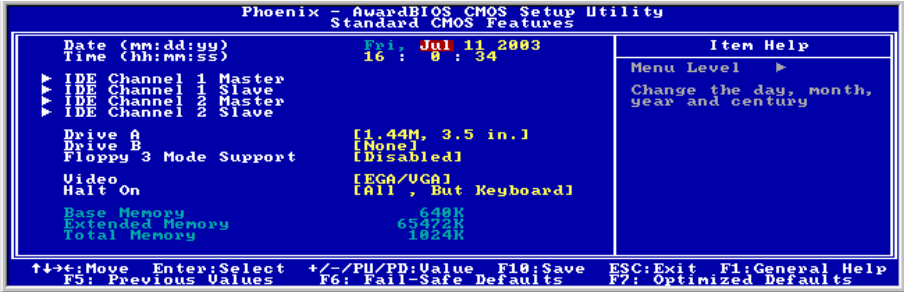 Phoenix - AwardBIOS CMOS Setup Utility
Standard CMOS Features
Date (mm:dd:yy) Fri, Jul 11 2003
Time (hh:mm:ss) 16 : 0 : 34
► IDE Channel 1 Master
► IDE Channel 1 Slave
► IDE Channel 2 Master
► IDE Channel 2 Slave
Drive A [1.44M, 3.5 in.]
Drive B [None]
Floppy 3 Mode Support [Disabled]
Video [EGA/VGA]
Halt On [All , But Keyboard]
Base Memory 640K
Extended Memory 65472K
Total Memory 1024K
Item Help
Menu Level ►
Change the day, month,
year and century
↑↓→←:Move Enter:Select +/-/PU/PD:Value F10:Save ESC:Exit F1:General Help
F5: Previous Values F6: Fail-Safe Defaults F7: Optimized Defaults